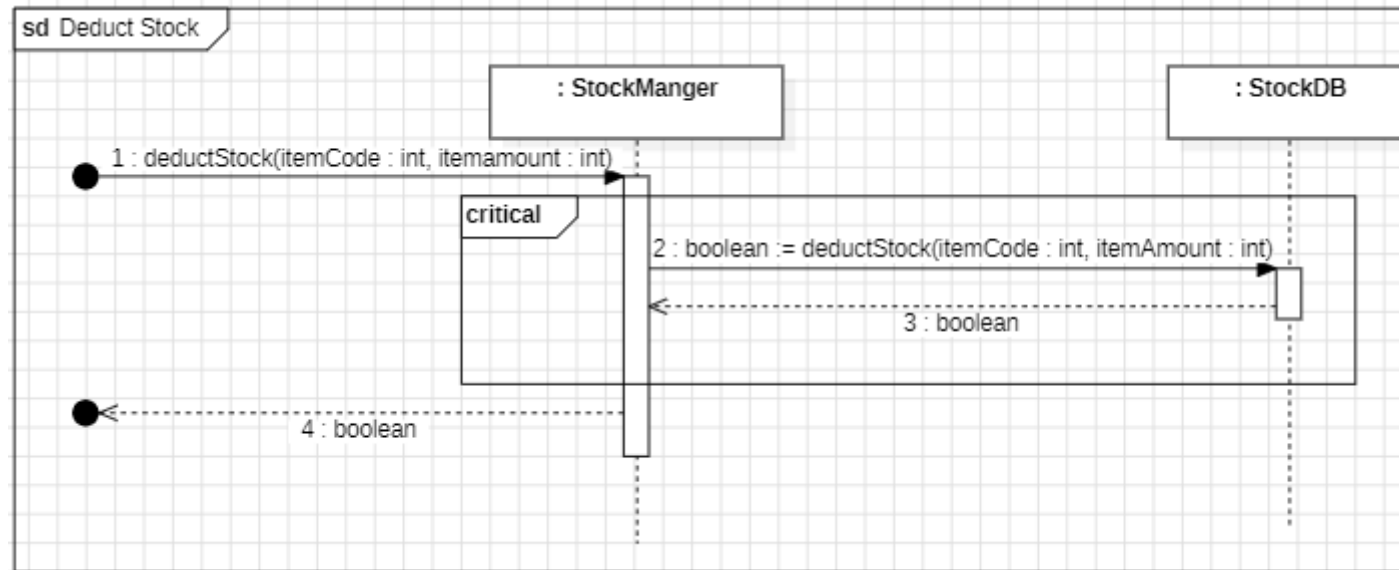 sd Deduct Stock
: StockManger
: StockDB
1 : deductStock(itemCode : int, itemamount : int)
critical
2 : boolean := deductStock(itemCode : int, itemAmount : int)
3 : boolean
4 : boolean